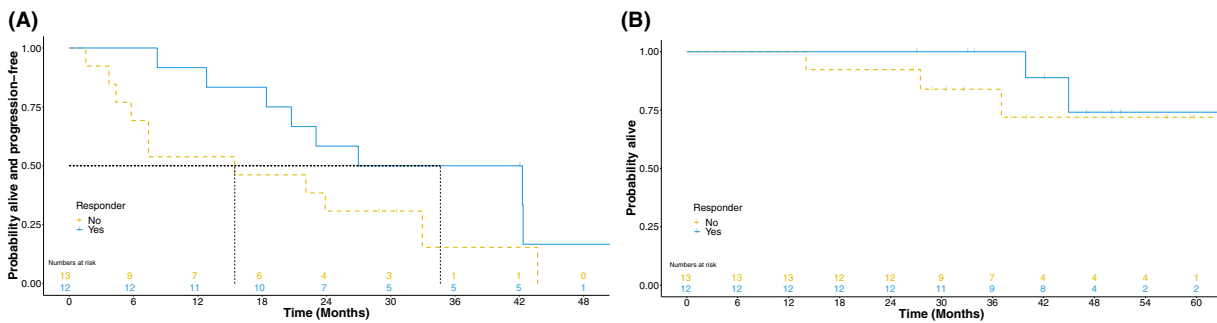 (A)
Probability alive and progression−free
1.00
0.75
0.50
0.25
0.00
Responder
No
Yes
Numbers at risk
13 9 7 6 4 3 1 1 0
12 12 11 10 7 5 5 5 1
0 6 12 18 24 30 36 42 48
Time (Months)
(B)
Probability alive
1.00
0.75
0.50
0.25
0.00
Responder
No
Yes
Numbers at risk
13 13 13 12 12 9 7 4 4 4 1
12 12 12 12 12 11 9 8 4 2 2
0 6 12 18 24 30 36 42 48 54 60
Time (Months)